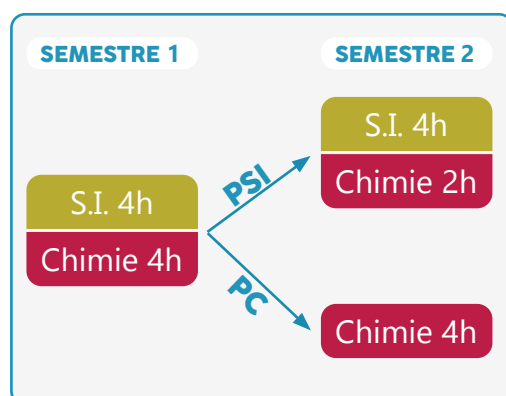 SEMESTRE 1
SEMESTRE 2
S.I. 4h
Chimie 4h
PSI
PC
S.I. 4h
Chimie 2h
Chimie 4h